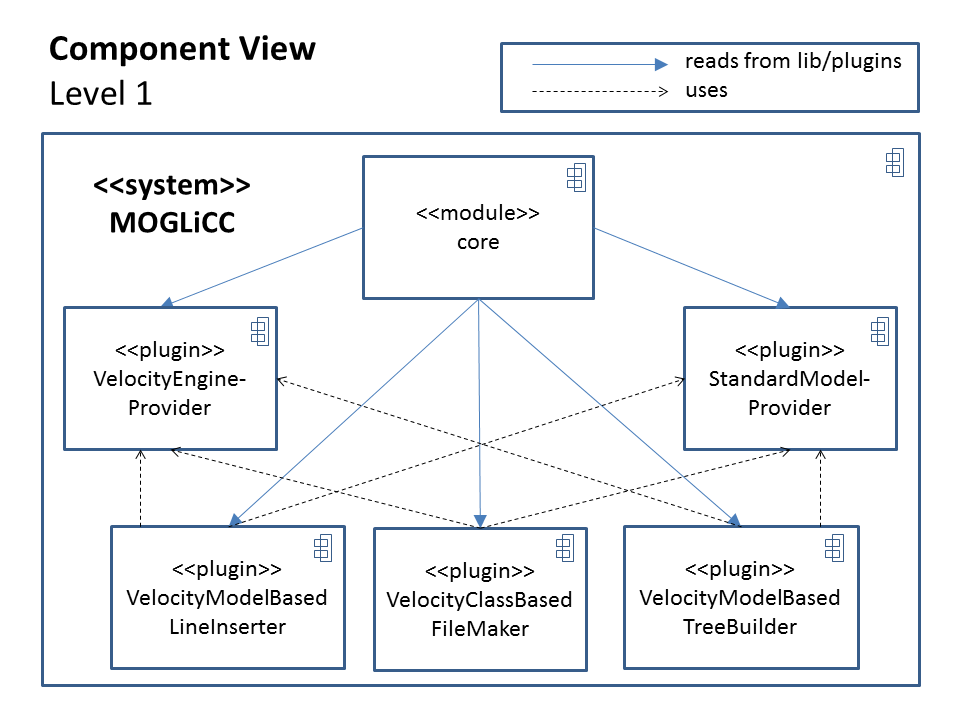 Component View
Level 1
reads from lib/plugins
uses
<<system>>
MOGLiCC
<<module>>
core
<<plugin>>
VelocityEngine-
Provider
<<plugin>>
StandardModel-
Provider
<<plugin>>
VelocityModelBased
LineInserter
<<plugin>>
VelocityClassBased
FileMaker
<<plugin>>
VelocityModelBased
TreeBuilder